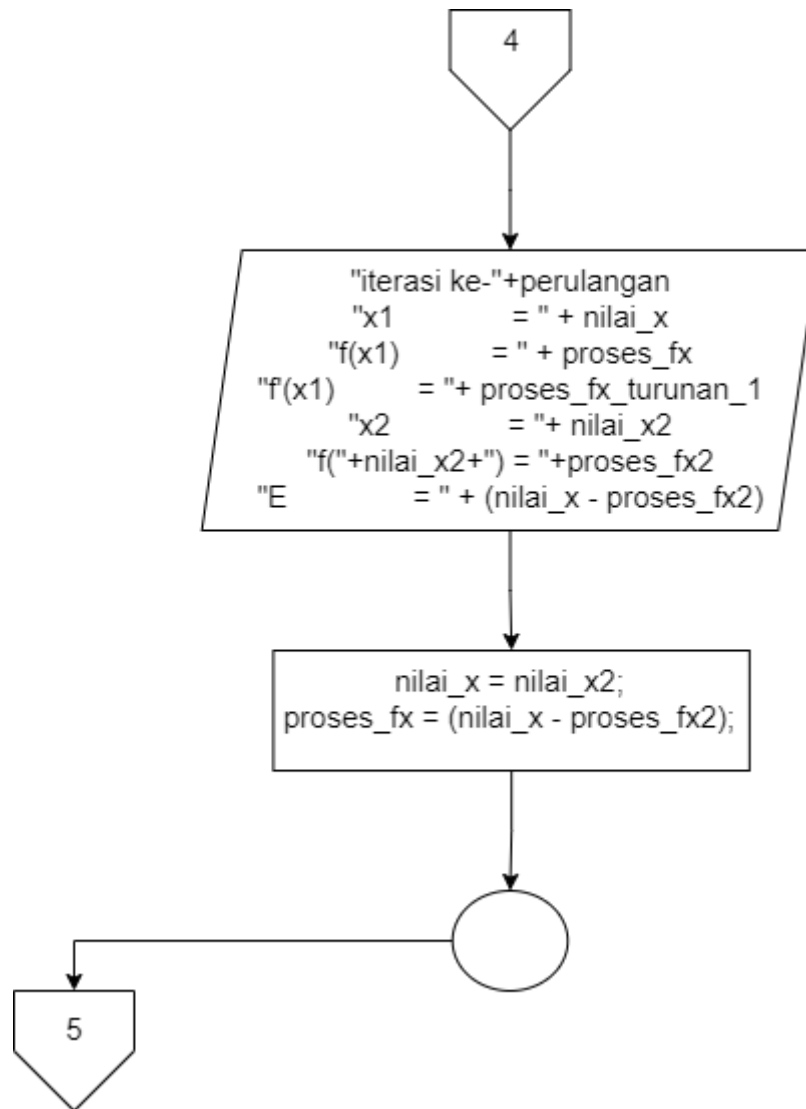 4
"iterasi ke-"+perulangan
"x1 = " + nilai_x
"f(x1) = " + proses_fx
"f'(x1) = "+ proses_fx_turunan_1
"x2 = "+ nilai_x2
"f("+nilai_x2+") = "+proses_fx2
"E = " + (nilai_x - proses_fx2)
nilai_x = nilai_x2;
proses_fx = (nilai_x - proses_fx2);
5